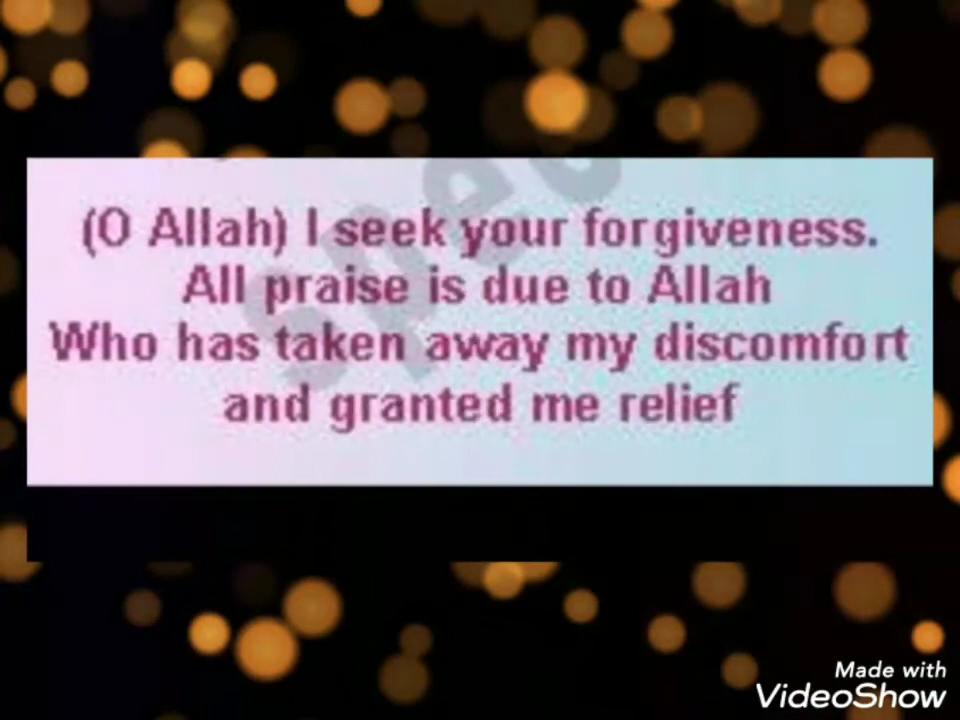 (O Allah) I seek your forgiveness.
All praise is due to Allah
Who has taken away my discomfort
and granted me relief
Made with
VideoShow